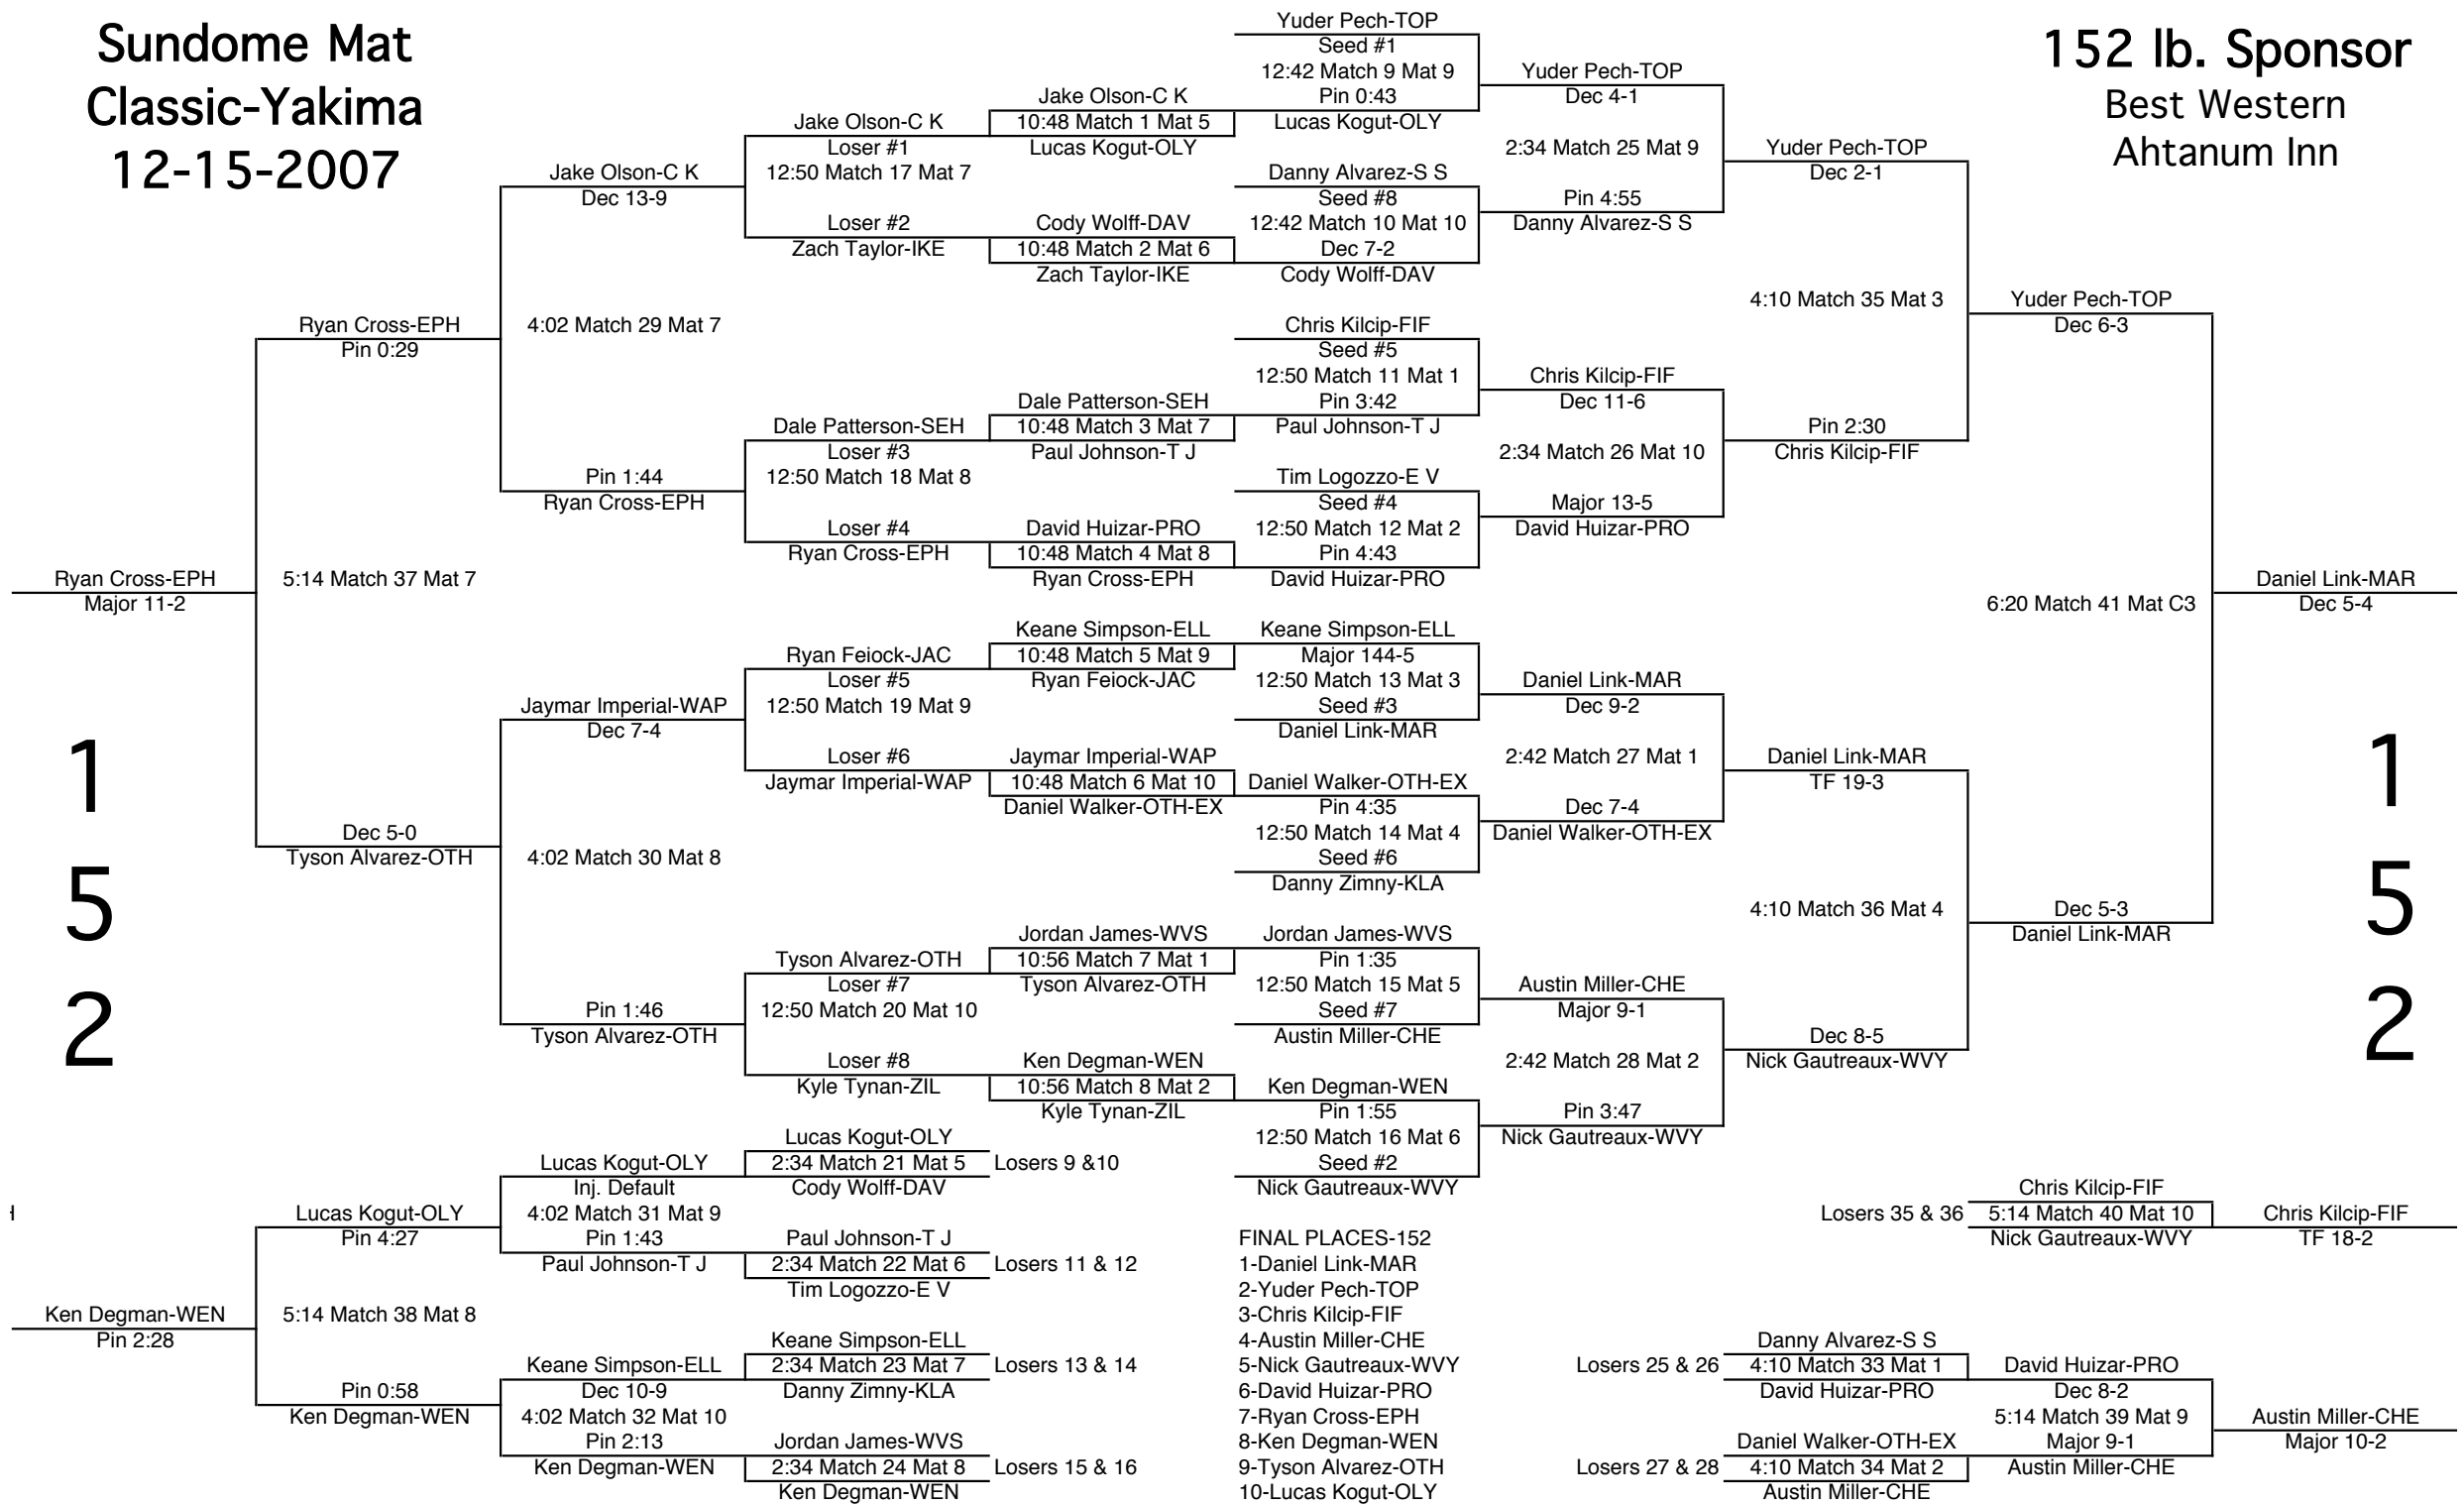 Sundome Mat
Classic-Yakima
12-15-2007
152 lb. Sponsor
Best Western
Ahtanum Inn
1
5
2
1
5
2
Ryan Cross-EPH
Major 11-2
Ryan Cross-EPH
Pin 0:29
5:14 Match 37 Mat 7
Dec 5-0
Tyson Alvarez-OTH
Jake Olson-C K
Dec 13-9
4:02 Match 29 Mat 7
Pin 1:44
Ryan Cross-EPH
Jaymar Imperial-WAP
Dec 7-4
4:02 Match 30 Mat 8
Pin 1:46
Tyson Alvarez-OTH
Jake Olson-C K
Loser #1
12:50 Match 17 Mat 7
Loser #2
Zach Taylor-IKE
Dale Patterson-SEH
Loser #3
12:50 Match 18 Mat 8
Loser #4
Ryan Cross-EPH
Ryan Feiock-JAC
Loser #5
12:50 Match 19 Mat 9
Loser #6
Jaymar Imperial-WAP
Tyson Alvarez-OTH
Loser #7
12:50 Match 20 Mat 10
Loser #8
Kyle Tynan-ZIL
Jake Olson-C K
10:48 Match 1 Mat 5
Lucas Kogut-OLY
Cody Wolff-DAV
10:48 Match 2 Mat 6
Zach Taylor-IKE
Dale Patterson-SEH
10:48 Match 3 Mat 7
Paul Johnson-T J
David Huizar-PRO
10:48 Match 4 Mat 8
Ryan Cross-EPH
Keane Simpson-ELL
10:48 Match 5 Mat 9
Ryan Feiock-JAC
Jaymar Imperial-WAP
10:48 Match 6 Mat 10
Daniel Walker-OTH-EX
Jordan James-WVS
10:56 Match 7 Mat 1
Tyson Alvarez-OTH
Ken Degman-WEN
10:56 Match 8 Mat 2
Kyle Tynan-ZIL
Yuder Pech-TOP
Seed #1
12:42 Match 9 Mat 9
Pin 0:43
Lucas Kogut-OLY
Danny Alvarez-S S
Seed #8
12:42 Match 10 Mat 10
Dec 7-2
Cody Wolff-DAV
Chris Kilcip-FIF
Seed #5
12:50 Match 11 Mat 1
Pin 3:42
Paul Johnson-T J
Tim Logozzo-E V
Seed #4
12:50 Match 12 Mat 2
Pin 4:43
David Huizar-PRO
Keane Simpson-ELL
Major 144-5
12:50 Match 13 Mat 3
Seed #3
Daniel Link-MAR
Daniel Walker-OTH-EX
Pin 4:35
12:50 Match 14 Mat 4
Seed #6
Danny Zimny-KLA
Jordan James-WVS
Pin 1:35
12:50 Match 15 Mat 5
Seed #7
Austin Miller-CHE
Ken Degman-WEN
Pin 1:55
12:50 Match 16 Mat 6
Seed #2
Nick Gautreaux-WVY
Yuder Pech-TOP
Dec 4-1
2:34 Match 25 Mat 9
Pin 4:55
Danny Alvarez-S S
Chris Kilcip-FIF
Dec 11-6
2:34 Match 26 Mat 10
Major 13-5
David Huizar-PRO
Daniel Link-MAR
Dec 9-2
2:42 Match 27 Mat 1
Dec 7-4
Daniel Walker-OTH-EX
Austin Miller-CHE
Major 9-1
2:42 Match 28 Mat 2
Pin 3:47
Nick Gautreaux-WVY
Yuder Pech-TOP
Dec 2-1
4:10 Match 35 Mat 3
Pin 2:30
Chris Kilcip-FIF
Daniel Link-MAR
TF 19-3
4:10 Match 36 Mat 4
Dec 8-5
Nick Gautreaux-WVY
Yuder Pech-TOP
Dec 6-3
6:20 Match 41 Mat C3
Dec 5-3
Daniel Link-MAR
Daniel Link-MAR
Dec 5-4
Ken Degman-WEN
Pin 2:28
Lucas Kogut-OLY
Pin 4:27
5:14 Match 38 Mat 8
Pin 0:58
Ken Degman-WEN
Lucas Kogut-OLY
Inj. Default
4:02 Match 31 Mat 9
Pin 1:43
Paul Johnson-T J
Keane Simpson-ELL
Dec 10-9
4:02 Match 32 Mat 10
Pin 2:13
Ken Degman-WEN
Lucas Kogut-OLY
2:34 Match 21 Mat 5
Losers 9 &10
Cody Wolff-DAV
Paul Johnson-T J
2:34 Match 22 Mat 6
Losers 11 & 12
Tim Logozzo-E V
Keane Simpson-ELL
2:34 Match 23 Mat 7
Losers 13 & 14
Danny Zimny-KLA
Jordan James-WVS
2:34 Match 24 Mat 8
Losers 15 & 16
Ken Degman-WEN
FINAL PLACES-152
1-Daniel Link-MAR
2-Yuder Pech-TOP
3-Chris Kilcip-FIF
4-Austin Miller-CHE
5-Nick Gautreaux-WVY
6-David Huizar-PRO
7-Ryan Cross-EPH
8-Ken Degman-WEN
9-Tyson Alvarez-OTH
10-Lucas Kogut-OLY
Chris Kilcip-FIF
Losers 35 & 36
5:14 Match 40 Mat 10
Nick Gautreaux-WVY
Chris Kilcip-FIF
TF 18-2
Danny Alvarez-S S
Losers 25 & 26
4:10 Match 33 Mat 1
David Huizar-PRO
Daniel Walker-OTH-EX
Losers 27 & 28
4:10 Match 34 Mat 2
Austin Miller-CHE
David Huizar-PRO
Dec 8-2
5:14 Match 39 Mat 9
Major 9-1
Austin Miller-CHE
Austin Miller-CHE
Major 10-2